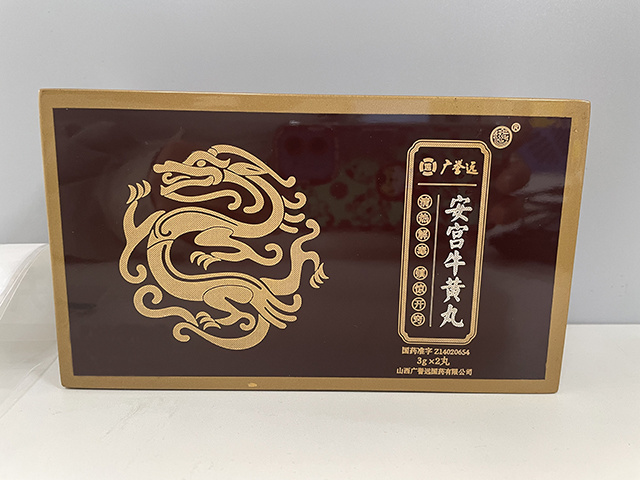 广誉远
安宫牛黄丸
清热解毒 镇惊开窍
国药准字 Z14020654
3g×2丸
山西广誉远国药有限公司
®